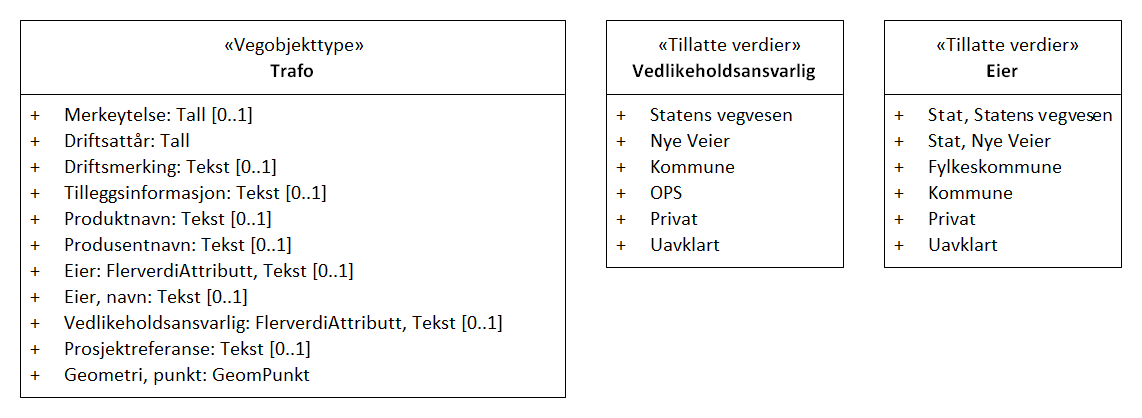 «Vegobjekttype»
Trafo
+ Merkeytelse: Tall [0..1]
+ Driftsattår: Tall
+ Driftsmerking: Tekst [0..1]
+ Tilleggsinformasjon: Tekst [0..1]
+ Produktnavn: Tekst [0..1]
+ Produsentnavn: Tekst [0..1]
+ Eier: FlerverdiAttributt, Tekst [0..1]
+ Eier, navn: Tekst [0..1]
+ Vedlikeholdsansvarlig: FlerverdiAttributt, Tekst [0..1]
+ Prosjektreferanse: Tekst [0..1]
+ Geometri, punkt: GeomPunkt
«Tillatte verdier»
Vedlikeholdsansvarlig
+ Statens vegvesen
+ Nye Veier
+ Kommune
+ OPS
+ Privat
+ Uavklart
«Tillatte verdier»
Eier
+ Stat, Statens vegvesen
+ Stat, Nye Veier
+ Fylkeskommune
+ Kommune
+ Privat
+ Uavklart